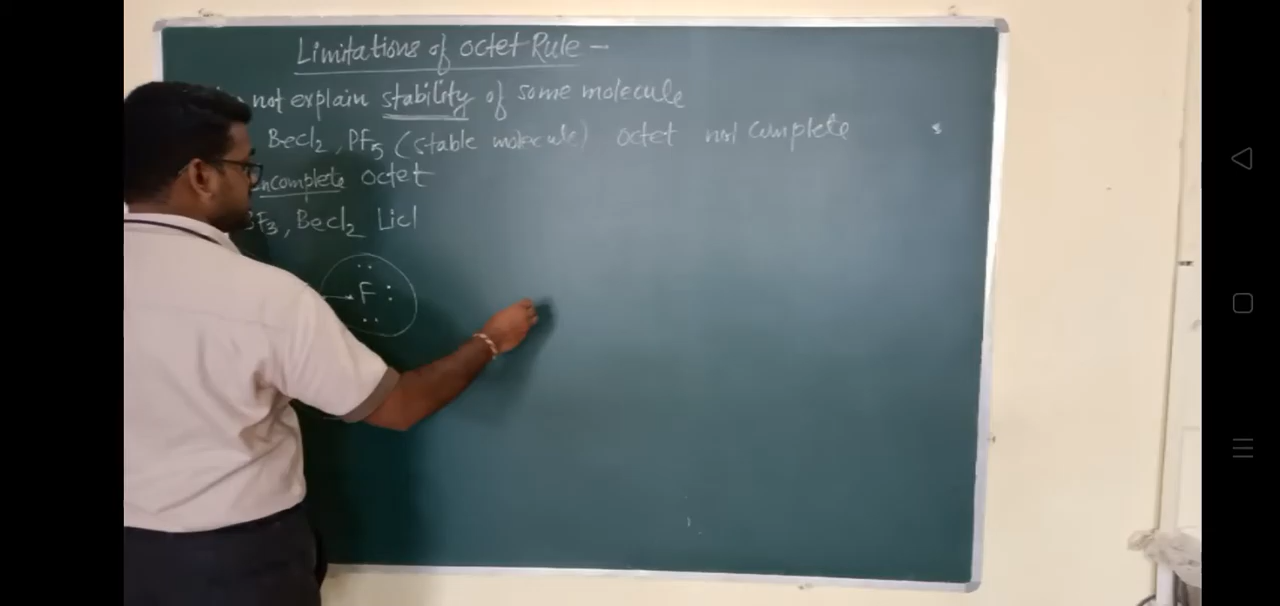 Limitations of octet Rule –
not explain stability of some molecule
Becl2, PF5 (stable molecule) octet not complete
incomplete octet
BF3, Becl2 Licl
F